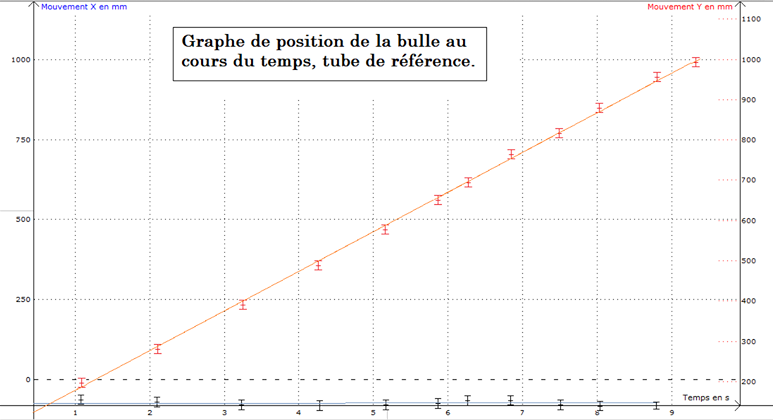 Mouvement X en mm
Mouvement Y en mm
Graphe de position de la bulle au
cours du temps, tube de référence.
1100
1000
1000
900
750
800
700
500
600
500
250
400
300
0
200
Temps en s
1 2 3 4 5 6 7 8 9